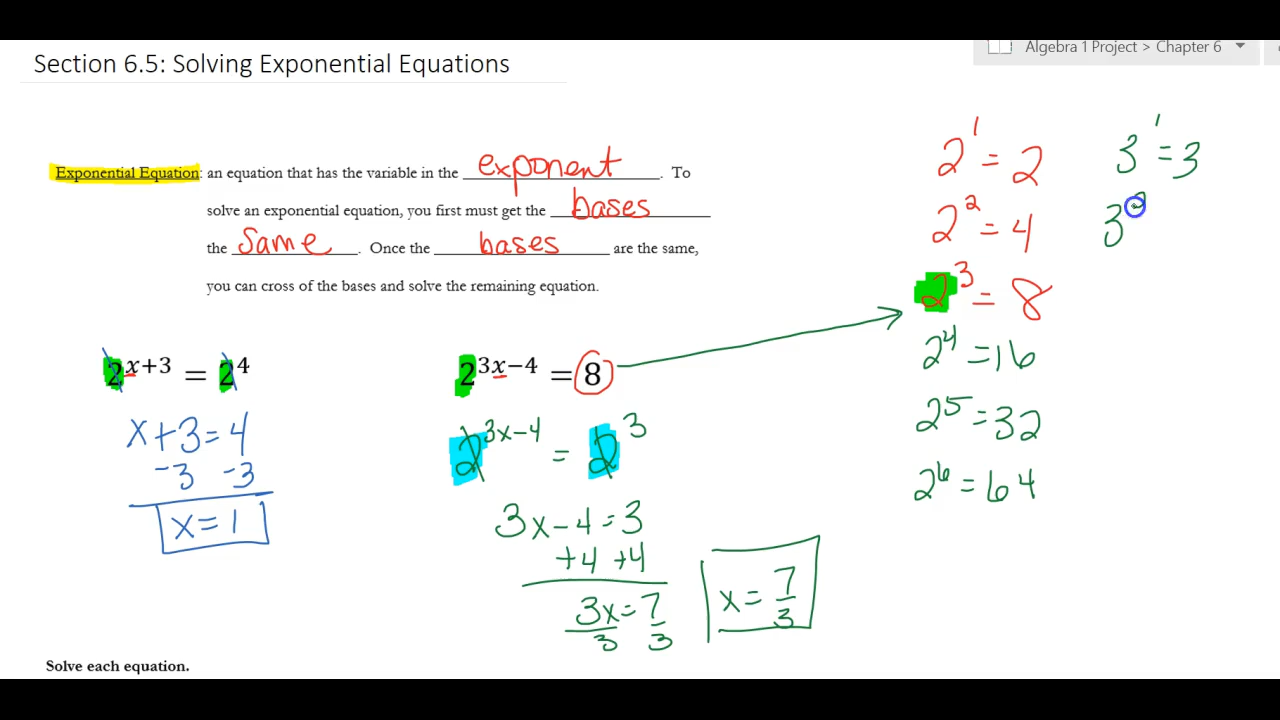 Algebra 1 Project > Chapter 6
Section 6.5: Solving Exponential Equations
Exponential Equation: an equation that has the variable in the exponent. To
solve an exponential equation, you first must get the bases
the same. Once the bases are the same,
you can cross of the bases and solve the remaining equation.
2^{x+3} = 2^4
x+3=4
-3 -3
x=1
2^{3x-4} = 8
2^{3x-4} = 2^3
3x-4=3
+4 +4
3x=7
3 3
x=7/3
2^1=2
2^2=4
2^3=8
2^4=16
2^5=32
2^6=64
3^1=3
3^2
Solve each equation.